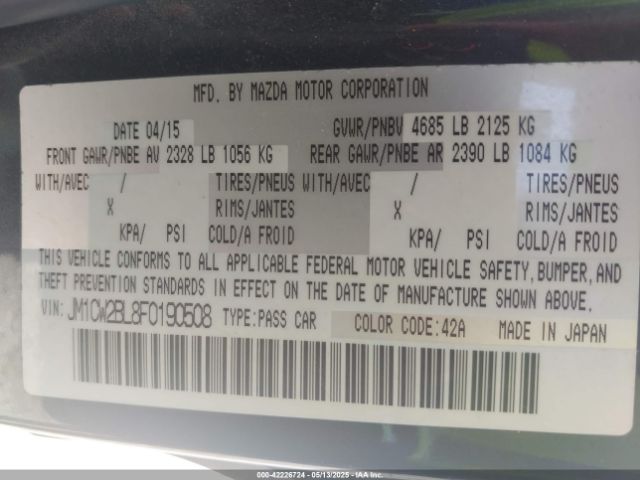 MFD. BY MAZDA MOTOR CORPORATION
DATE 04/15 GVWR/PNBV 4685 LB 2125 KG
FRONT GAWR/PNBE AV 2328 LB 1056 KG REAR GAWR/PNBE AR 2390 LB 1084 KG
WITH/AVEC / TIRES/PNEUS WITH/AVEC / TIRES/PNEUS
X RIMS/JANTES X RIMS/JANTES
KPA/ PSI COLD/A FROID KPA/ PSI COLD/A FROID
THIS VEHICLE CONFORMS TO ALL APPLICABLE FEDERAL MOTOR VEHICLE SAFETY, BUMPER, AND
THEFT PREVENTION STANDARDS IN EFFECT ON THE DATE OF MANUFACTURE SHOWN ABOVE.
VIN: JM1CW2BL8F0190508 TYPE:PASS CAR COLOR CODE:42A MADE IN JAPAN
000-42226724 - 05/13/2025 - IAA Inc.